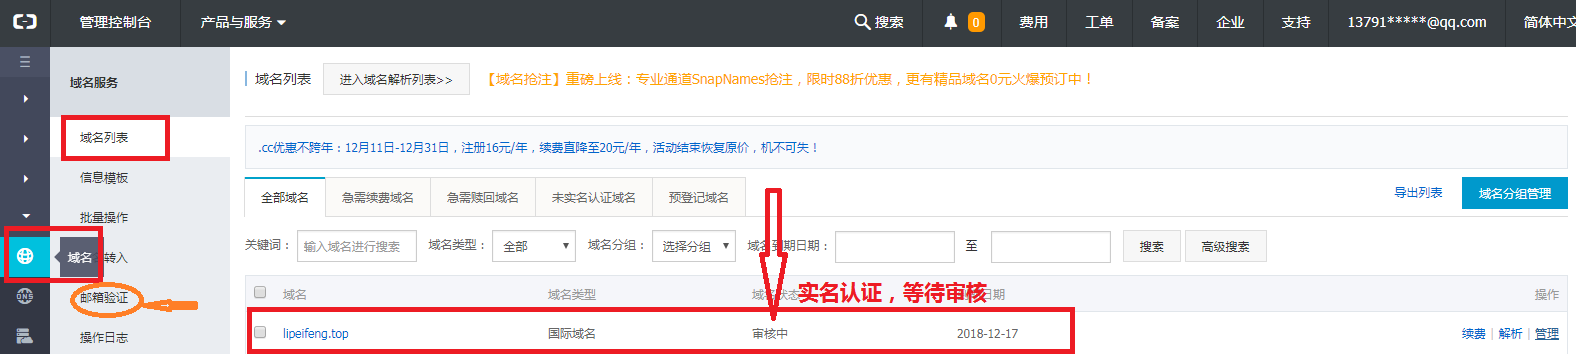 管理控制台 产品与服务 搜索 0 费用 工单 备案 企业 支持 13791*****@qq.com 简体中文
域名服务
域名列表
信息模板
批量操作
域名
转入
DNS
邮箱验证
操作日志
域名列表 进入域名解析列表>> 【域名抢注】重磅上线：专业通道SnapNames抢注，限时88折优惠，更有精品域名0元火爆预订中！
.cc优惠不跨年：12月11日-12月31日，注册16元/年，续费直降至20元/年，活动结束恢复原价，机不可失！
全部域名 急需续费域名 急需赎回域名 未实名认证域名 预登记域名 导出列表 域名分组管理
关键词： 输入域名进行搜索 域名类型： 全部 域名分组： 选择分组 域名到期日期： 至 搜索 高级搜索
实名认证，等待审核
域名 域名类型 域名状态 日期 操作
lipeifeng.top 国际域名 审核中 2018-12-17 续费 | 解析 | 管理